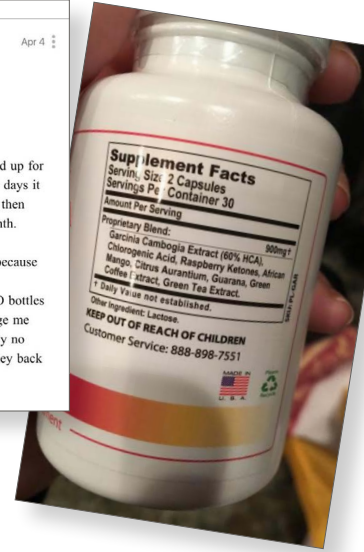 Apr 4
d up for
days it
then
nth.
because
D bottles
ge me
y no
ey back
Supplement Facts
Serving Size 2 Capsules
Servings Per Container 30
Amount Per Serving
Proprietary Blend: 900mg†
Garcinia Cambogia Extract (60% HCA),
Chlorogenic Acid, Raspberry Ketones, African
Mango, Citrus Aurantium, Guarana, Green
Coffee Extract, Green Tea Extract.
† Daily Value not established.
Other Ingredient: Lactose.
KEEP OUT OF REACH OF CHILDREN
Customer Service: 888-898-7551
MADE IN
U. S. A.